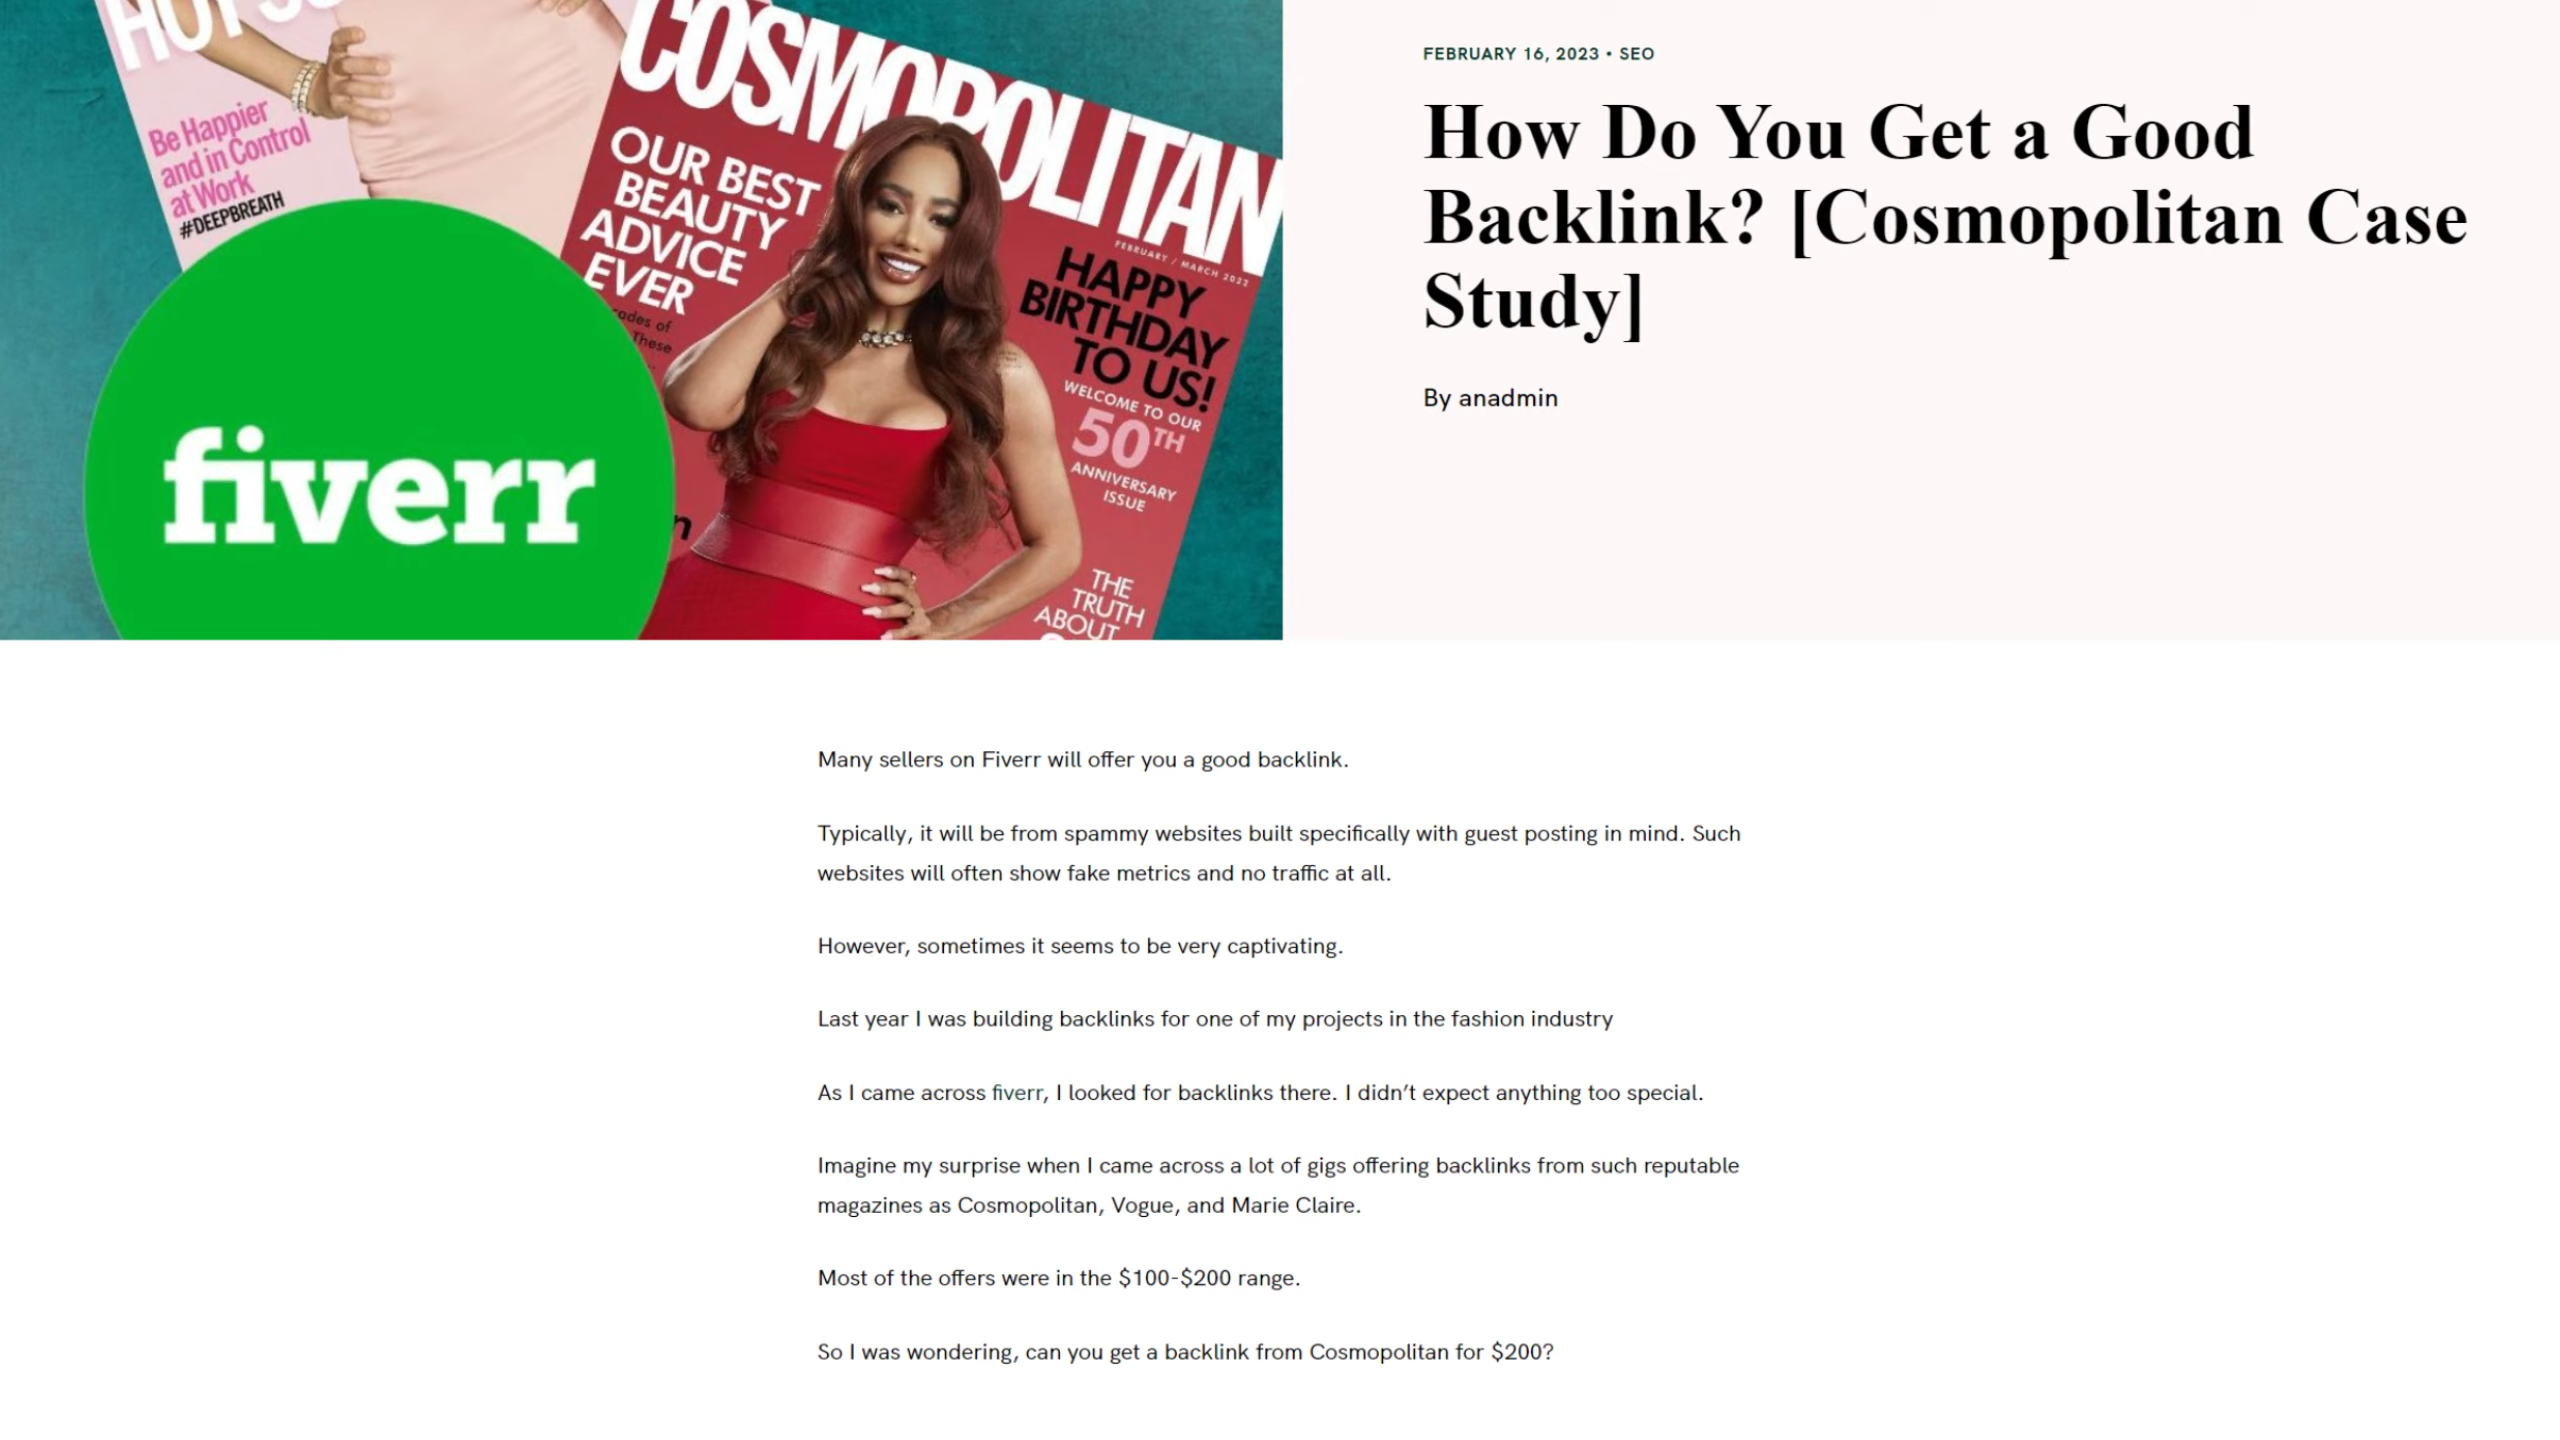 Be Happier
and in Control
at Work
#DEEPBREATH
COSMOPOLITAN
FEBRUARY / MARCH 2022
OUR BEST
BEAUTY
ADVICE
EVER
These
HAPPY
BIRTHDAY
TO US!
WELCOME TO OUR
50TH
ANNIVERSARY
ISSUE
THE
TRUTH
ABOUT
fiverr
FEBRUARY 16, 2023 • SEO
How Do You Get a Good
Backlink? [Cosmopolitan Case
Study]
By anadmin
Many sellers on Fiverr will offer you a good backlink.
Typically, it will be from spammy websites built specifically with guest posting in mind. Such
websites will often show fake metrics and no traffic at all.
However, sometimes it seems to be very captivating.
Last year I was building backlinks for one of my projects in the fashion industry
As I came across fiverr, I looked for backlinks there. I didn’t expect anything too special.
Imagine my surprise when I came across a lot of gigs offering backlinks from such reputable
magazines as Cosmopolitan, Vogue, and Marie Claire.
Most of the offers were in the $100-$200 range.
So I was wondering, can you get a backlink from Cosmopolitan for $200?